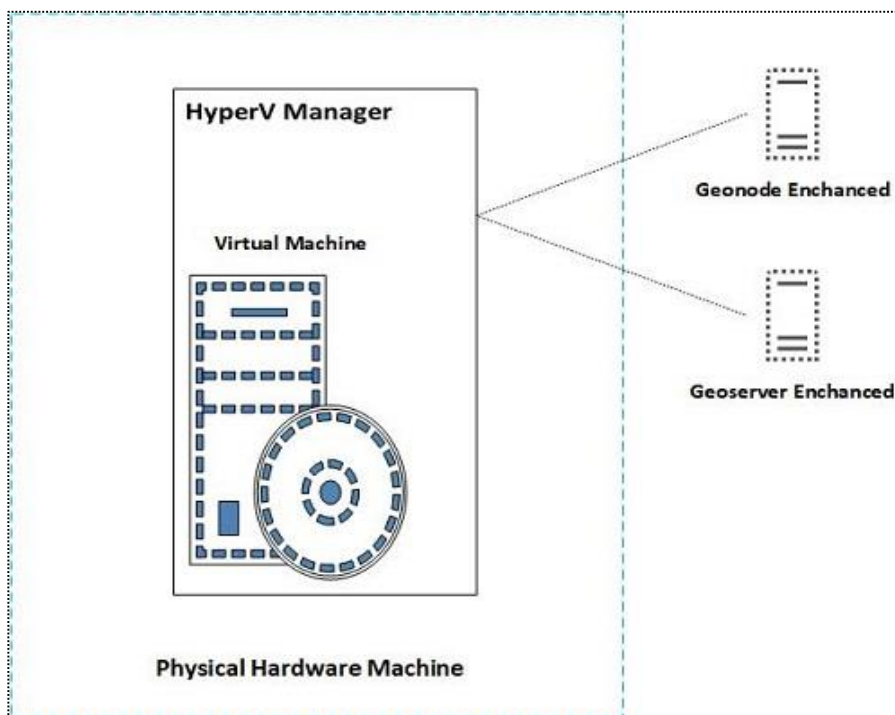 HyperV Manager
Virtual Machine
Geonode Enchanced
Geoserver Enchanced
Physical Hardware Machine